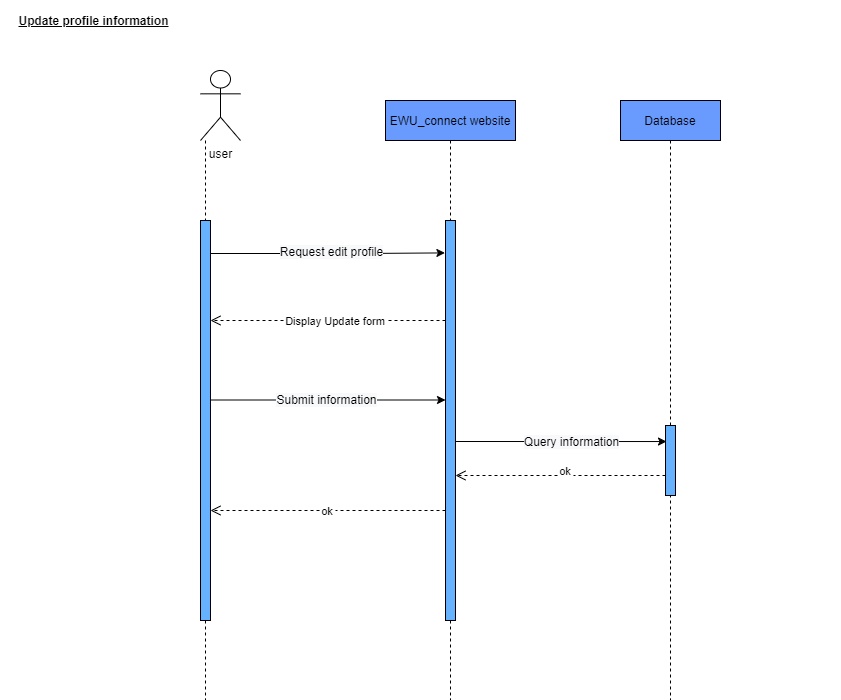 Update profile information
user
EWU_connect website
Database
Request edit profile
Display Update form
Submit information
Query information
ok
ok